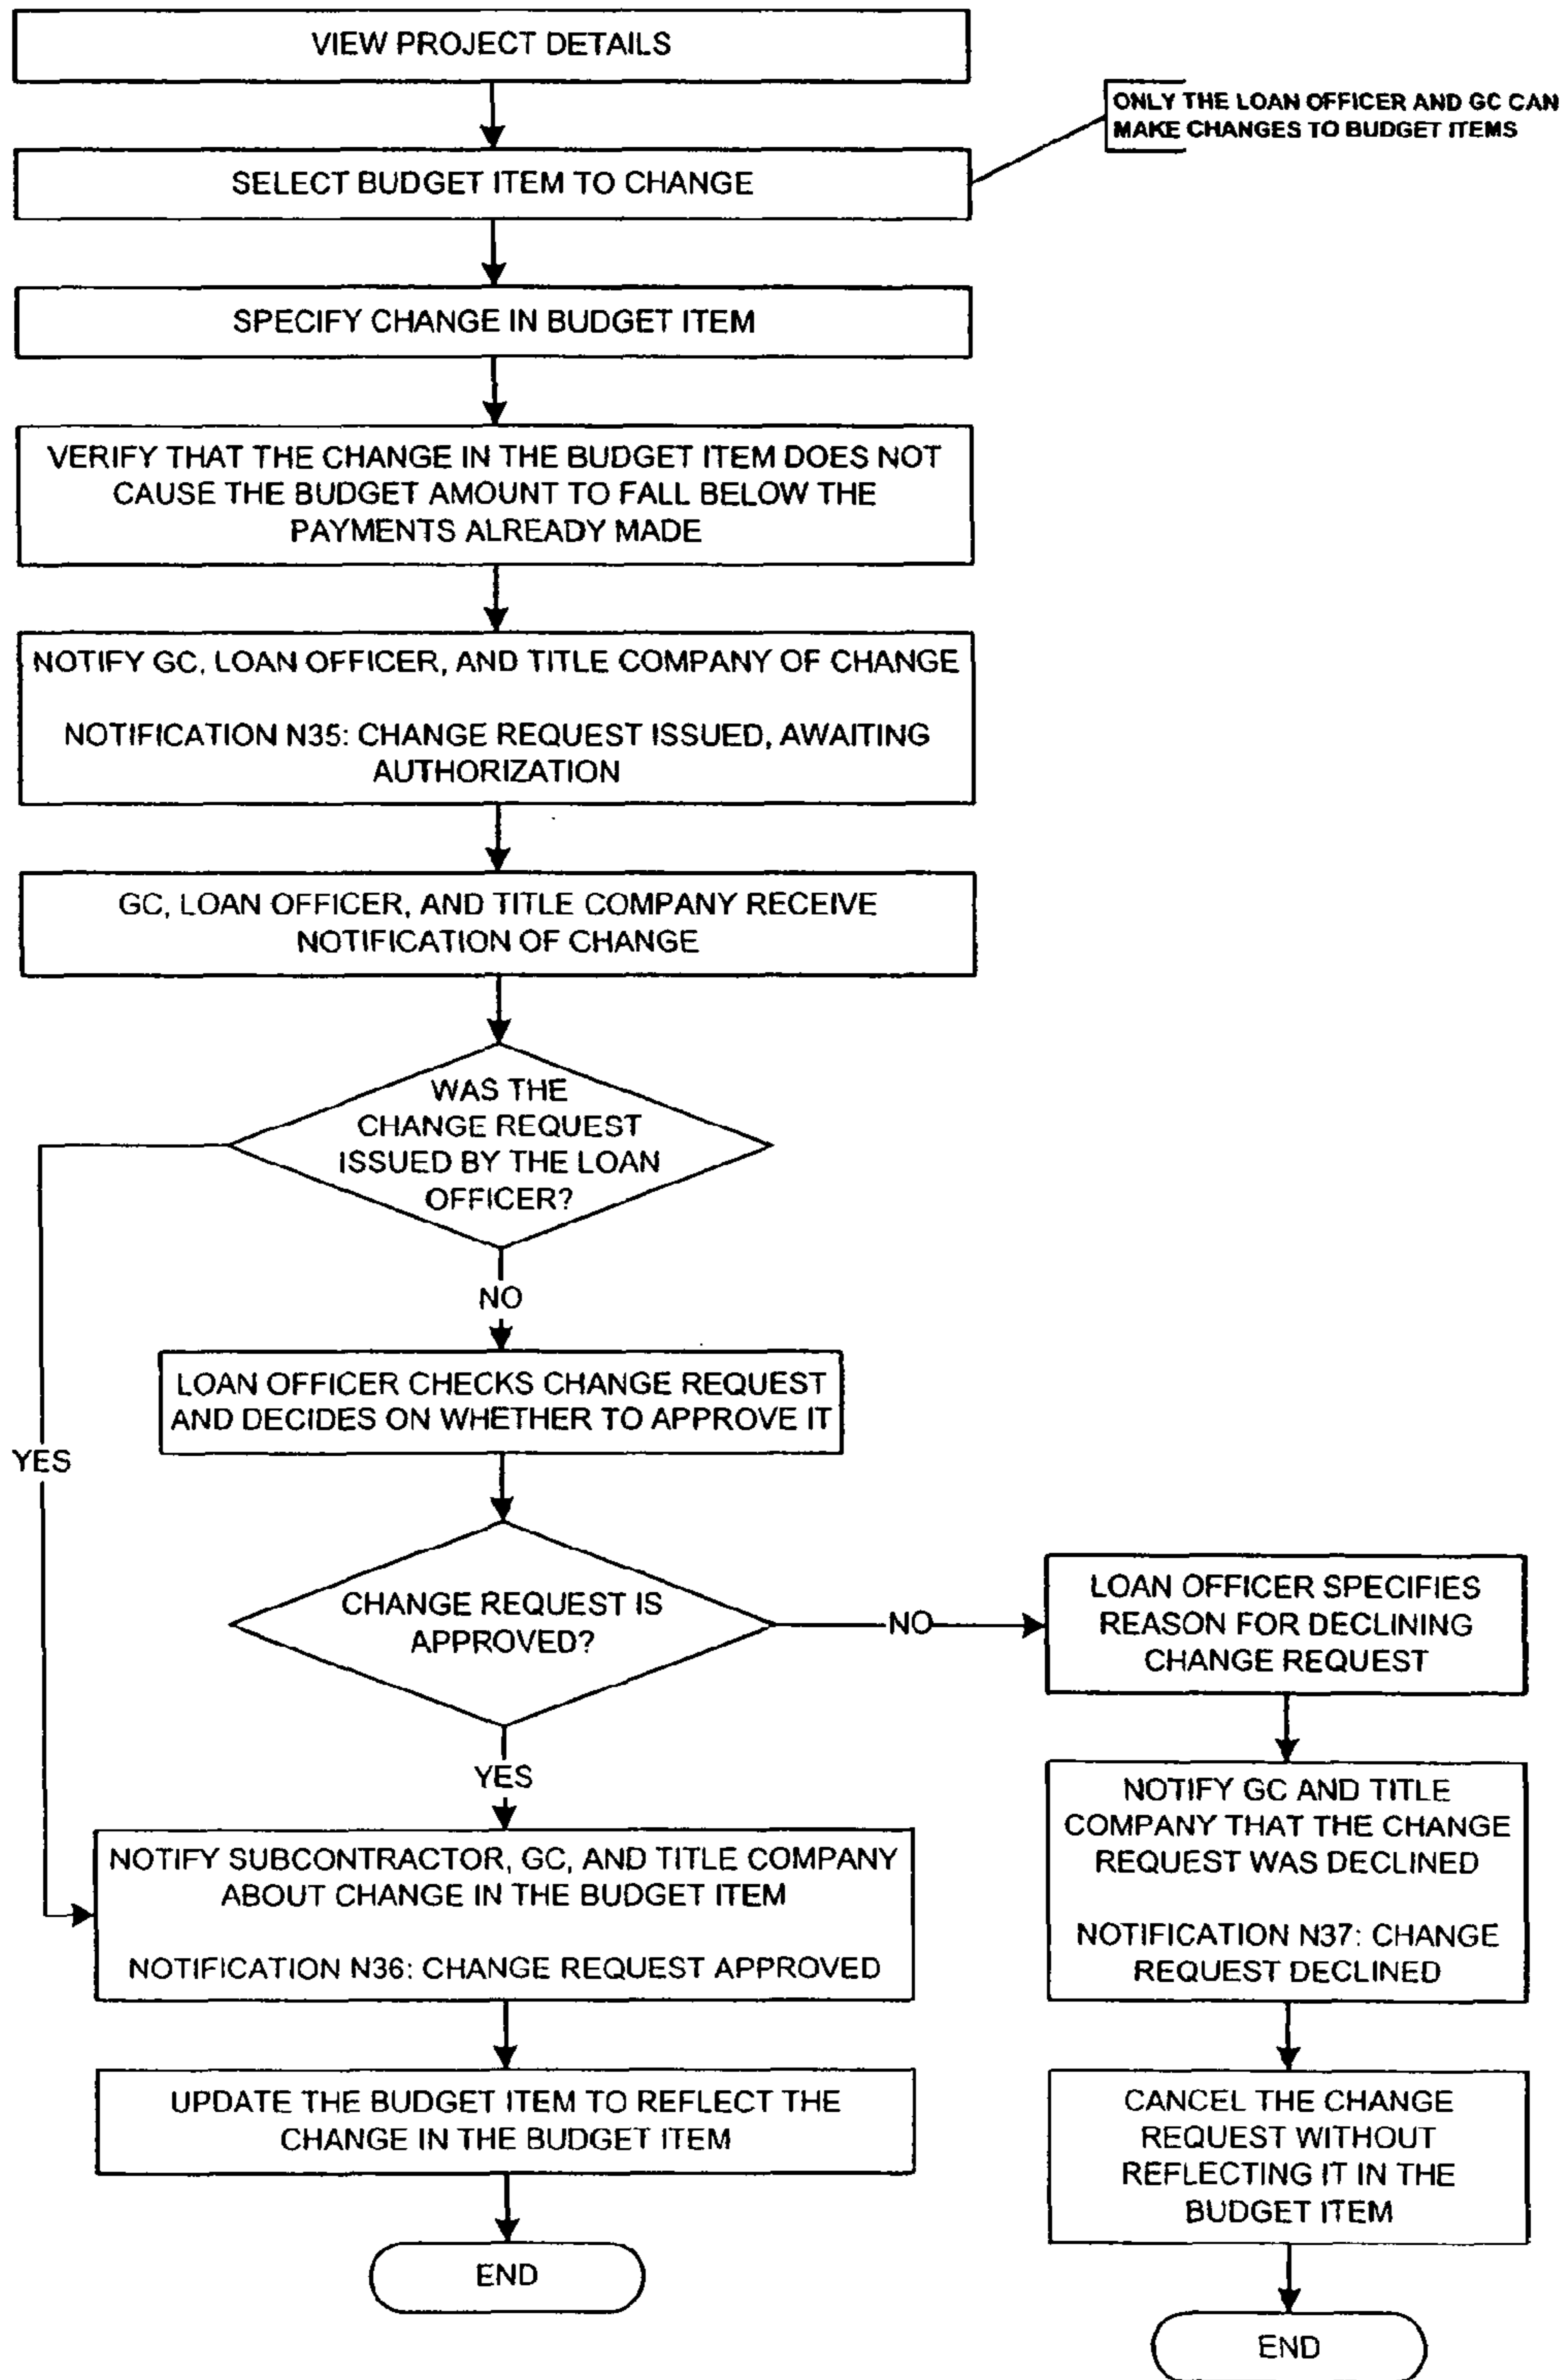 VIEW PROJECT DETAILS
ONLY THE LOAN OFFICER AND GC CAN
MAKE CHANGES TO BUDGET ITEMS
SELECT BUDGET ITEM TO CHANGE
SPECIFY CHANGE IN BUDGET ITEM
VERIFY THAT THE CHANGE IN THE BUDGET ITEM DOES NOT
CAUSE THE BUDGET AMOUNT TO FALL BELOW THE
PAYMENTS ALREADY MADE
NOTIFY GC, LOAN OFFICER, AND TITLE COMPANY OF CHANGE
NOTIFICATION N35: CHANGE REQUEST ISSUED, AWAITING
AUTHORIZATION
GC, LOAN OFFICER, AND TITLE COMPANY RECEIVE
NOTIFICATION OF CHANGE
WAS THE
CHANGE REQUEST
ISSUED BY THE LOAN
OFFICER?
NO
LOAN OFFICER CHECKS CHANGE REQUEST
AND DECIDES ON WHETHER TO APPROVE IT
YES
CHANGE REQUEST IS
APPROVED?
NO
LOAN OFFICER SPECIFIES
REASON FOR DECLINING
CHANGE REQUEST
YES
NOTIFY GC AND TITLE
COMPANY THAT THE CHANGE
REQUEST WAS DECLINED
NOTIFICATION N37: CHANGE
REQUEST DECLINED
NOTIFY SUBCONTRACTOR, GC, AND TITLE COMPANY
ABOUT CHANGE IN THE BUDGET ITEM
NOTIFICATION N36: CHANGE REQUEST APPROVED
UPDATE THE BUDGET ITEM TO REFLECT THE
CHANGE IN THE BUDGET ITEM
CANCEL THE CHANGE
REQUEST WITHOUT
REFLECTING IT IN THE
BUDGET ITEM
END
END